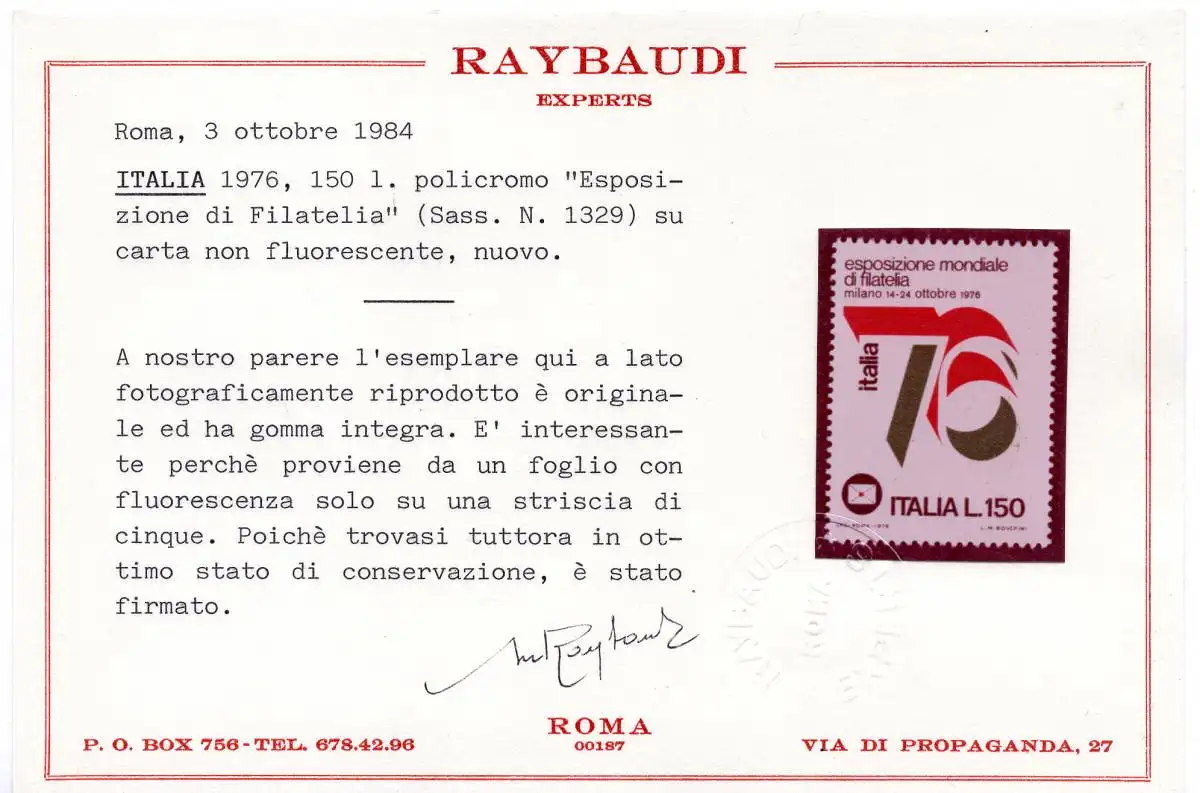 RAYBAUDI
EXPERTS
Roma, 3 ottobre 1984
ITALIA 1976, 150 l. policromo "Esposi-
zione di Filatelia" (Sass. N. 1329) su
carta non fluorescente, nuovo.
A nostro parere l'esemplare qui a lato
fotograficamente riprodotto è origina-
le ed ha gomma integra. E' interessan-
te perchè proviene da un foglio con
fluorescenza solo su una striscia di
cinque. Poichè trovasi tuttora in ot-
timo stato di conservazione, è stato
firmato.
esposizione mondiale
di filatelia
milano 14-24 ottobre 1976
italia
76
ITALIA L.150
RAYBAUDI
ROMA
ROMA
00187
P. O. BOX 756 - TEL. 678.42.96
VIA DI PROPAGANDA, 27